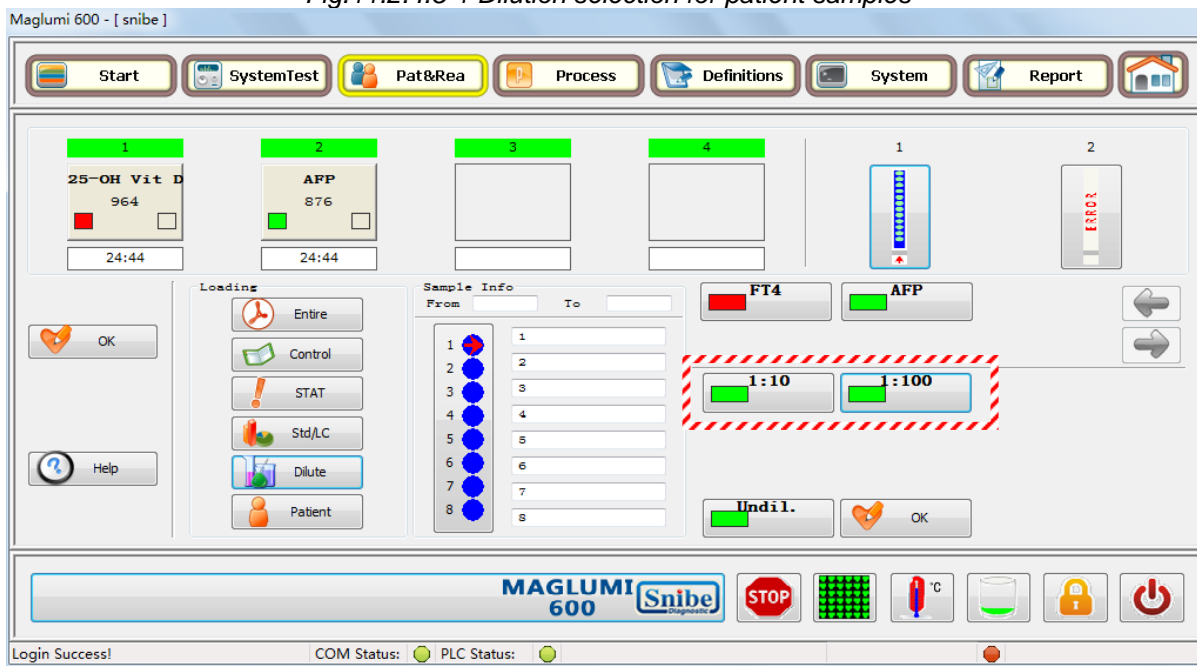 Fig.11.2.4.3-1 Dilution selection for patient samples
Maglumi 600 - [ snibe ]
Start SystemTest Pat&Rea Process Definitions System Report
1 2 3 4 1 2
25-OH Vit D AFP
964 876
ERROR
24:44 24:44
Loading
Entire
Control
STAT
Std/LC
Dilute
Patient
OK
Help
Sample Info
From To
1 1
2 2
3 3
4 4
5 5
6 6
7 7
8 8
FT4 AFP
1:10 1:100
Undil. OK
MAGLUMI 
600
Snibe
Diagnostic
STOP
°C
Login Success! COM Status: PLC Status: